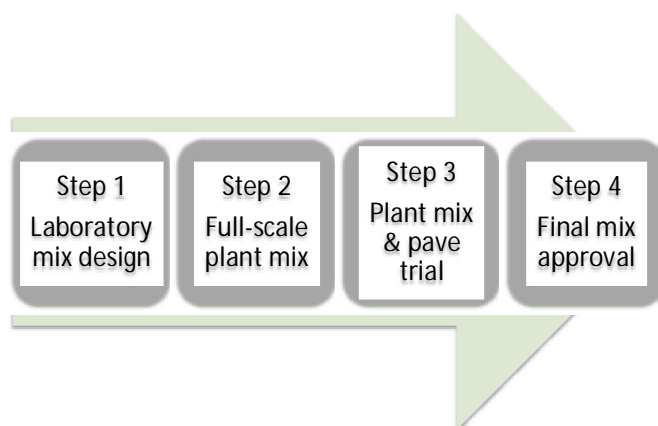 Step 1
Laboratory
mix design
Step 2
Full-scale
plant mix
Step 3
Plant mix
& pave
trial
Step 4
Final mix
approval